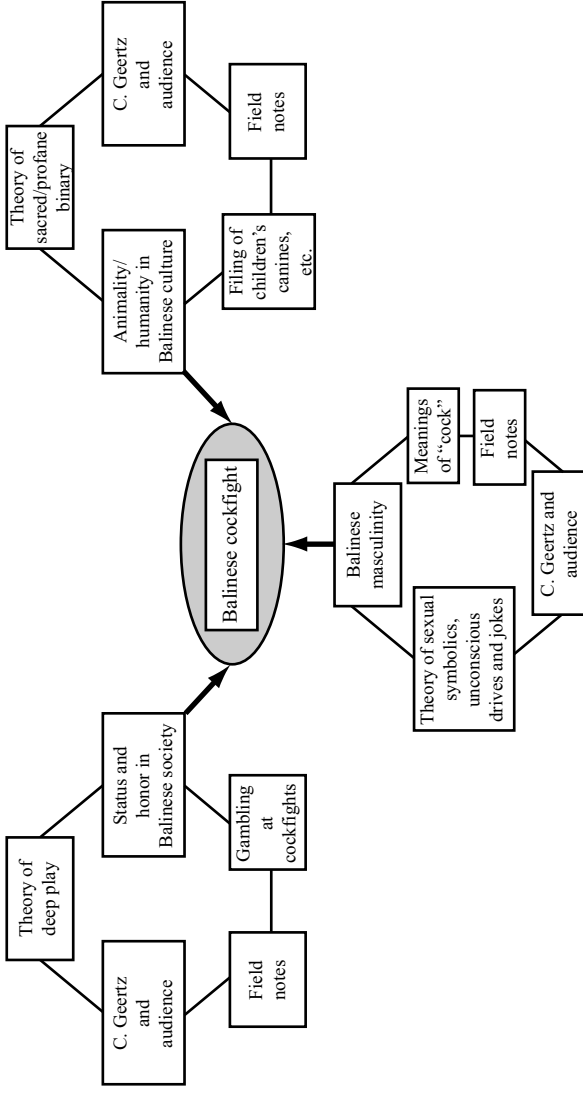 Theory of
deep play
C. Geertz
and
audience
Status and
honor in
Balinese society
Field
notes
Gambling
at
cockfights
Balinese cockfight
Theory of
sacred/profane
binary
Animality/
humanity in
Balinese culture
C. Geertz
and
audience
Filing of
children’s
canines,
etc.
Field
notes
Balinese
masculinity
Theory of sexual
symbolics,
unconscious
drives and jokes
Meanings
of “cock”
Field
notes
C. Geertz and
audience